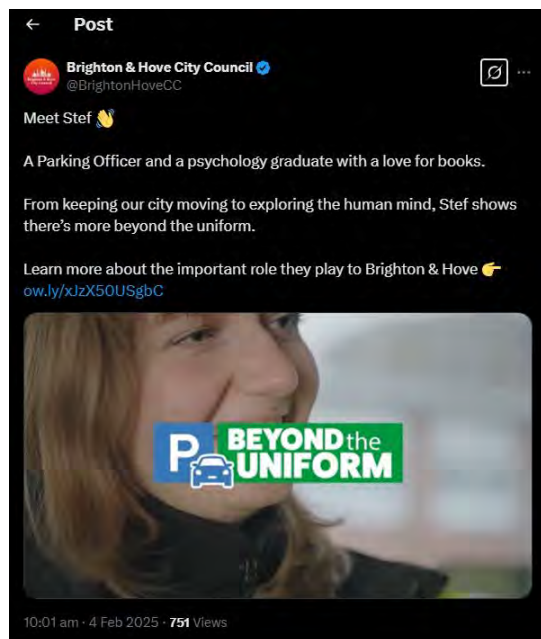 ← Post
Brighton & Hove City Council
@BrightonHoveCC
Meet Stef 👋
A Parking Officer and a psychology graduate with a love for books.
From keeping our city moving to exploring the human mind, Stef shows
there's more beyond the uniform.
Learn more about the important role they play to Brighton & Hove 👉
ow.ly/xJzX50USgbC
P
BEYOND the
UNIFORM
10:01 am · 4 Feb 2025 · 751 Views